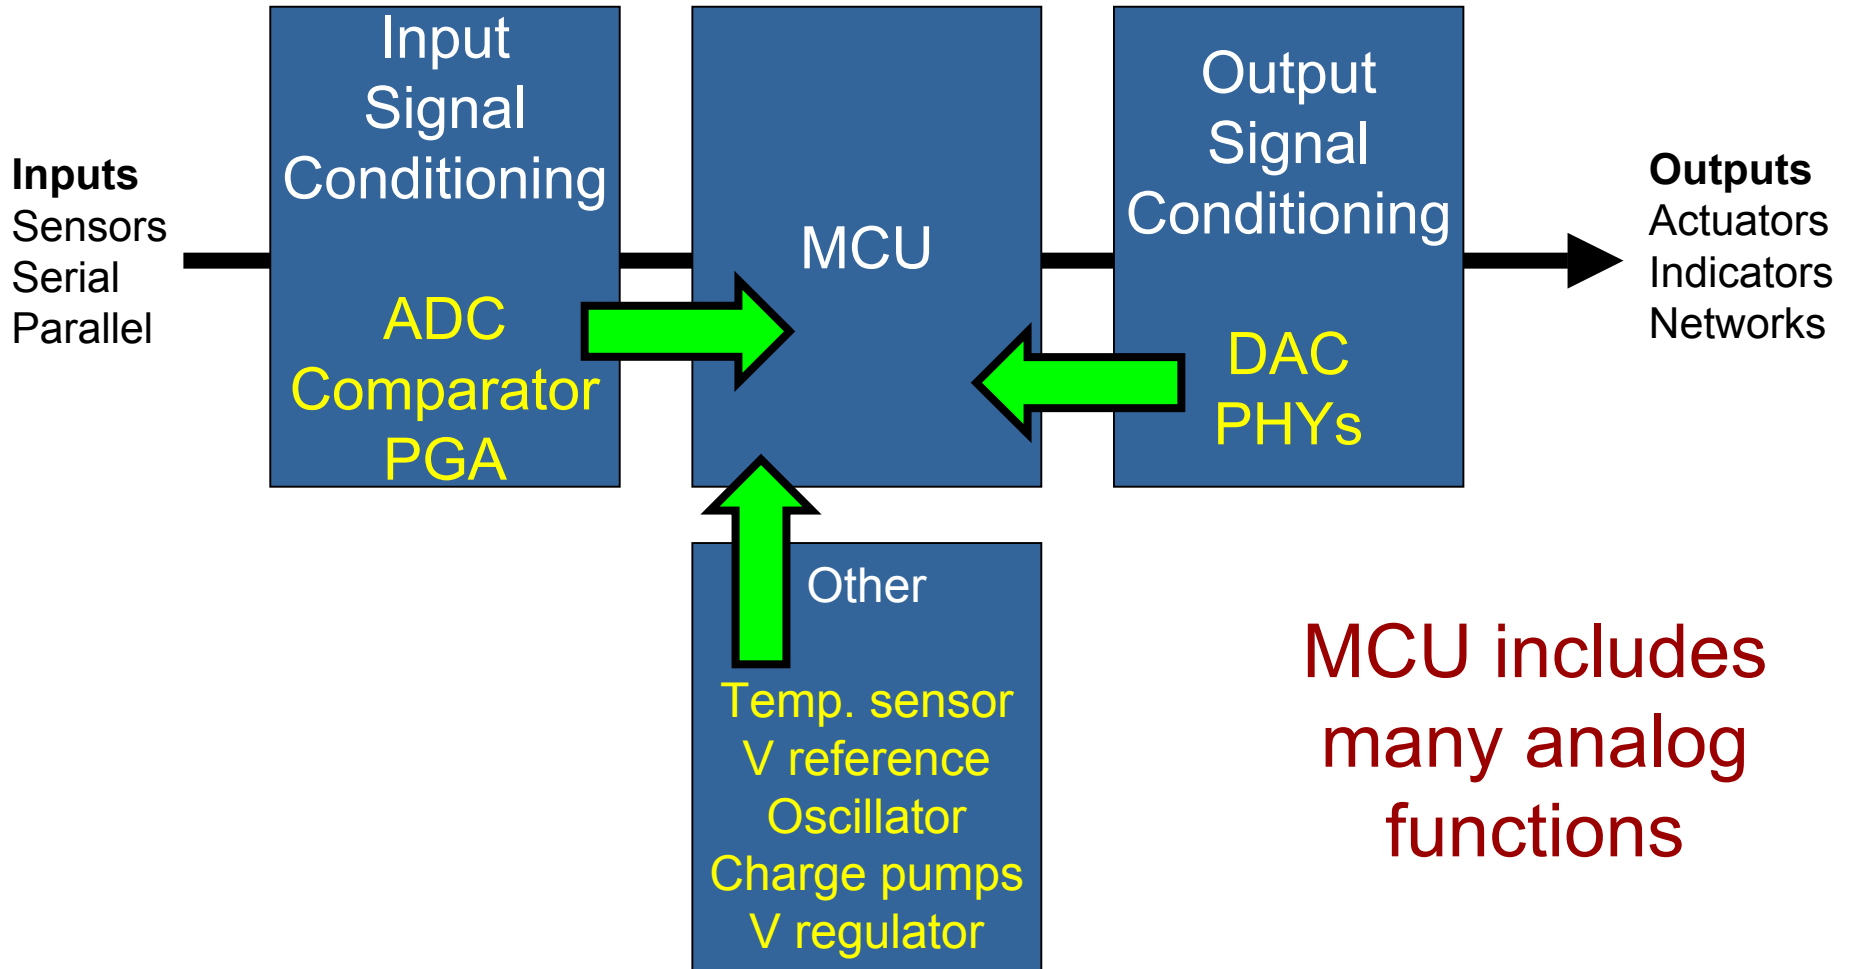 Inputs
Sensors
Serial
Parallel
Input
Signal
Conditioning
ADC
Comparator
PGA
MCU
Output
Signal
Conditioning
DAC
PHYs
Outputs
Actuators
Indicators
Networks
Other
Temp. sensor
V reference
Oscillator
Charge pumps
V regulator
MCU includes
many analog
functions